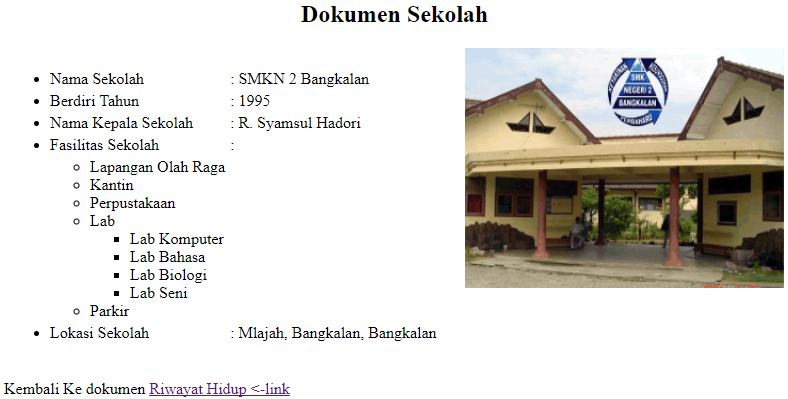 Dokumen Sekolah
Nama Sekolah : SMKN 2 Bangkalan
Berdiri Tahun : 1995
Nama Kepala Sekolah : R. Syamsul Hadori
Fasilitas Sekolah :
Lapangan Olah Raga
Kantin
Perpustakaan
Lab
Lab Komputer
Lab Bahasa
Lab Biologi
Lab Seni
Parkir
Lokasi Sekolah : Mlajah, Bangkalan, Bangkalan
SMK
NEGERI 2
BANGKALAN
Kembali Ke dokumen Riwayat Hidup <-link